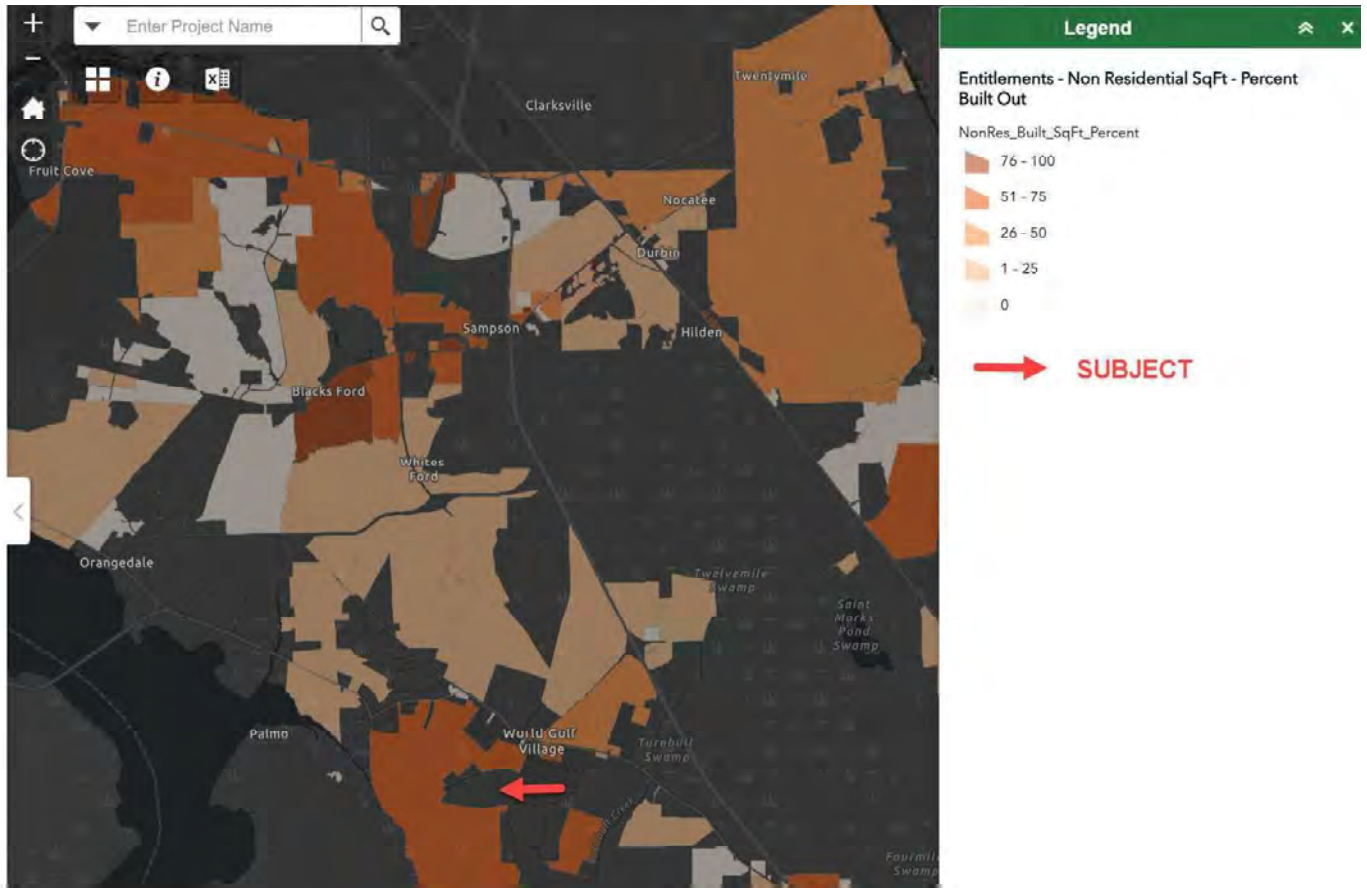 Enter Project Name
Legend
Entitlements - Non Residential SqFt - Percent
Built Out
NonRes_Built_SqFt_Percent
76 - 100
51 - 75
26 - 50
1 - 25
0
SUBJECT
Twentymile
Clarksville
Fruit Cove
Nocatee
Durbin
Sampson
Hilden
Blacks Ford
Whites
Ford
Orangedale
Twelvemile
Swamp
Saint
Marks
Pond
Swamp
Palmo
World Golf
Village
Turnbull
Swamp
Creek
Fourmile
Swamp